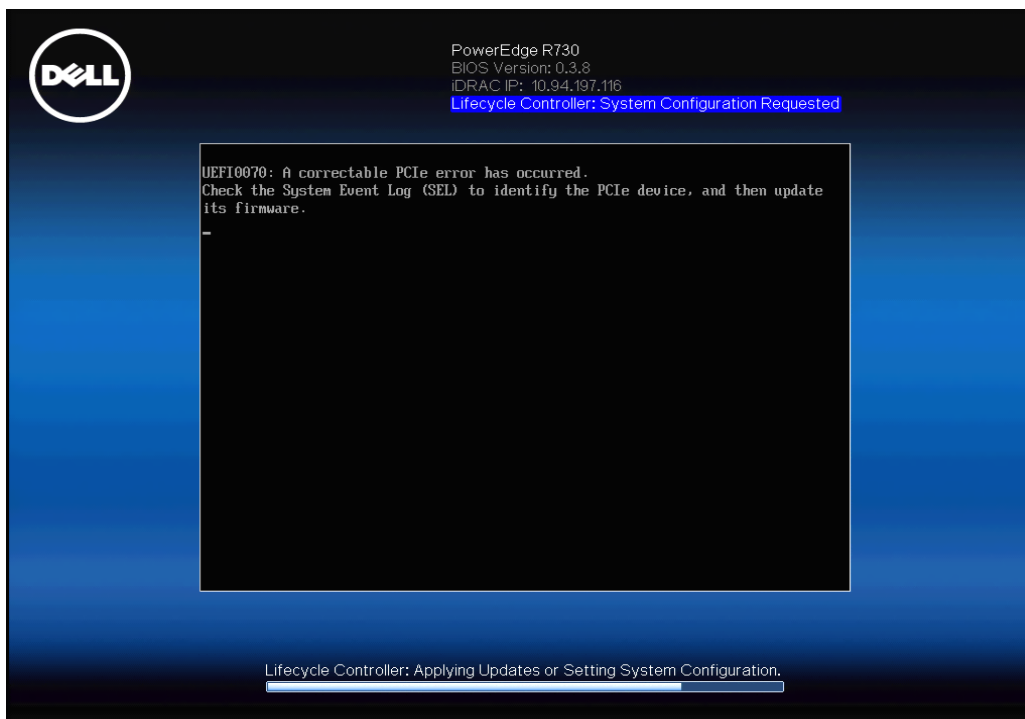 DELL
PowerEdge R730
BIOS Version: 0.3.8
iDRAC IP: 10.94.197.116
Lifecycle Controller: System Configuration Requested
UEFI0070: A correctable PCIe error has occurred.
Check the System Event Log (SEL) to identify the PCIe device, and then update
its firmware.
Lifecycle Controller: Applying Updates or Setting System Configuration.